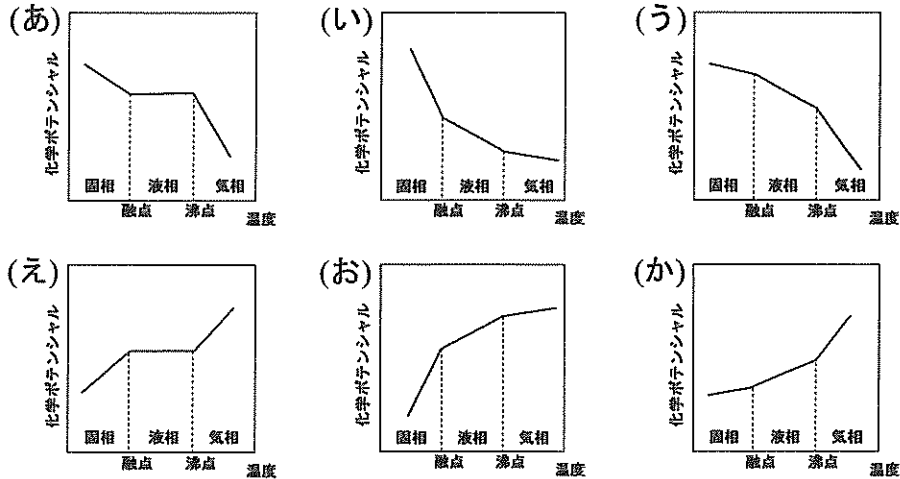 (あ)
化学ポテンシャル
固相 液相 気相
融点 沸点 温度
(い)
化学ポテンシャル
固相 液相 気相
融点 沸点 温度
(う)
化学ポテンシャル
固相 液相 気相
融点 沸点 温度
(え)
化学ポテンシャル
固相 液相 気相
融点 沸点 温度
(お)
化学ポテンシャル
固相 液相 気相
融点 沸点 温度
(か)
化学ポテンシャル
固相 液相 気相
融点 沸点 温度